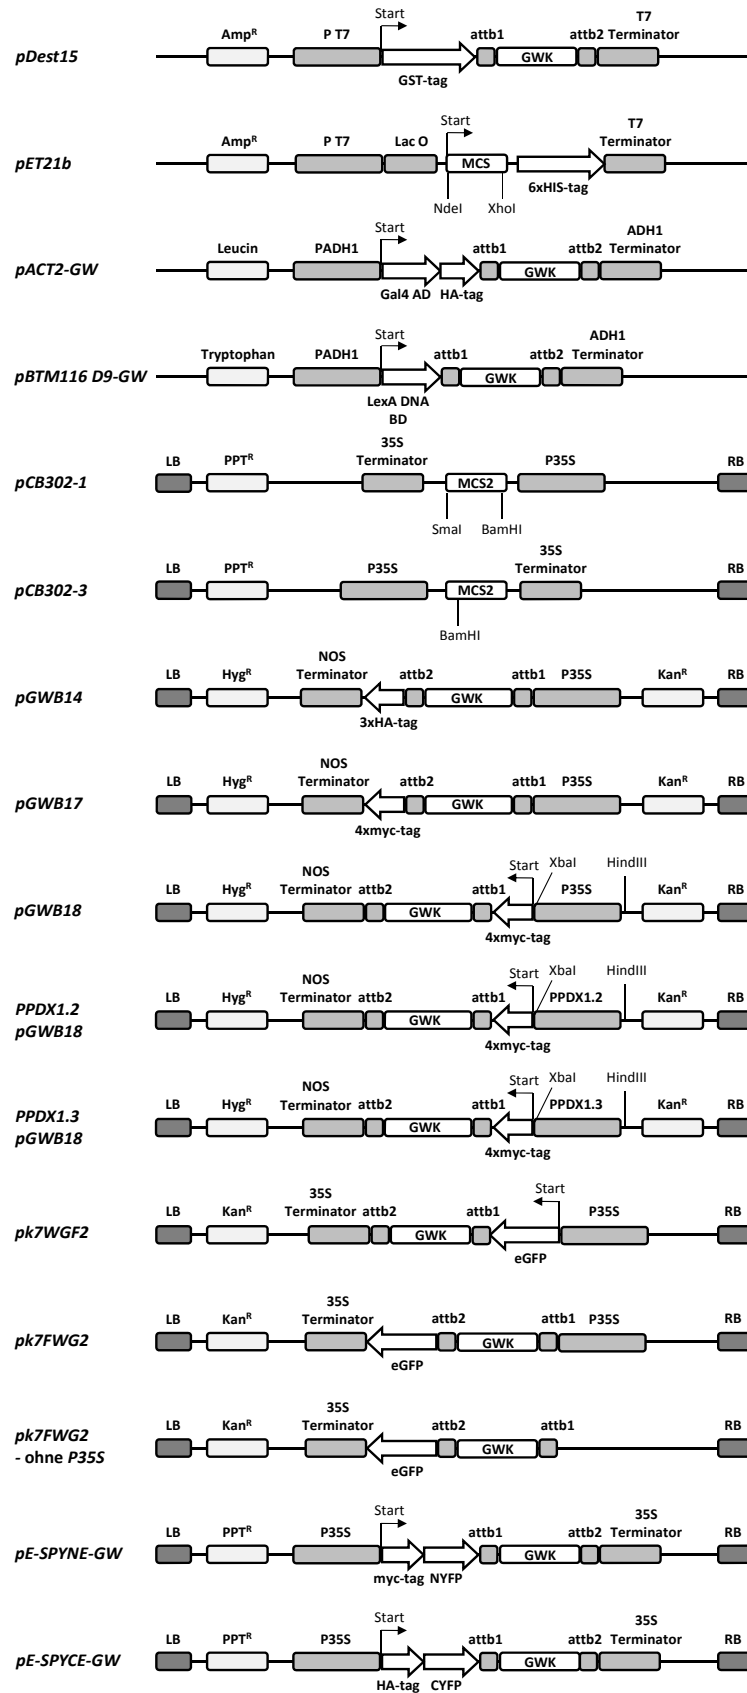 pDest15
Amp^R
P T7
Start
attb1
GWK
attb2
T7
Terminator
GST-tag
pET21b
Amp^R
P T7
Lac O
Start
MCS
T7
Terminator
6xHIS-tag
NdeI
XhoI
pACT2-GW
Leucin
PADH1
Start
attb1
GWK
attb2
ADH1
Terminator
Gal4 AD
HA-tag
pBTM116 D9-GW
Tryptophan
PADH1
Start
attb1
GWK
attb2
ADH1
Terminator
LexA DNA
BD
pCB302-1
LB
PPT^R
35S
Terminator
MCS2
P35S
RB
SmaI
BamHI
pCB302-3
LB
PPT^R
P35S
MCS2
35S
Terminator
RB
BamHI
pGWB14
LB
Hyg^R
NOS
Terminator
attb2
GWK
attb1
P35S
Kan^R
RB
3xHA-tag
pGWB17
LB
Hyg^R
NOS
Terminator
attb2
GWK
attb1
P35S
Kan^R
RB
4xmyc-tag
pGWB18
LB
Hyg^R
NOS
Terminator
attb2
GWK
attb1
Start
XbaI
P35S
HindIII
Kan^R
RB
4xmyc-tag
PPDX1.2
pGWB18
LB
Hyg^R
NOS
Terminator
attb2
GWK
attb1
Start
XbaI
PPDX1.2
HindIII
Kan^R
RB
4xmyc-tag
PPDX1.3
pGWB18
LB
Hyg^R
NOS
Terminator
attb2
GWK
attb1
Start
XbaI
PPDX1.3
HindIII
Kan^R
RB
4xmyc-tag
pk7WGF2
LB
Kan^R
35S
Terminator
attb2
GWK
attb1
Start
P35S
RB
eGFP
pk7FWG2
LB
Kan^R
35S
Terminator
attb2
GWK
attb1
P35S
RB
eGFP
pk7FWG2
- ohne P35S
LB
Kan^R
35S
Terminator
attb2
GWK
attb1
RB
eGFP
pE-SPYNE-GW
LB
PPT^R
P35S
Start
attb1
GWK
attb2
35S
Terminator
RB
myc-tag
NYFP
pE-SPYCE-GW
LB
PPT^R
P35S
Start
attb1
GWK
attb2
35S
Terminator
RB
HA-tag
CYFP